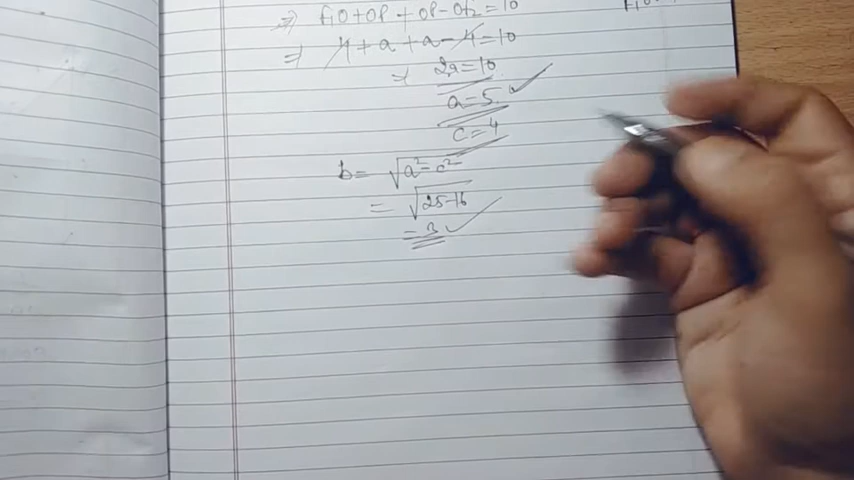 ⇒ F₁O+OP + OP-OF₂=10
⇒ 4+a+a-4=10
⇒ 2a=10
a=5
c=4
b= √a²-c²
= √25-16
= 3